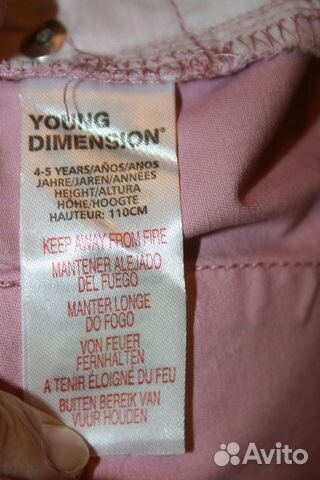 YOUNG
DIMENSION®
4-5 YEARS/AÑOS/ANOS
JAHRE/JAREN/ANNÉES
HEIGHT/ALTURA
HÖHE/HOOGTE
HAUTEUR: 110CM
KEEP AWAY FROM FIRE
MANTENER ALEJADO
DEL FUEGO
MANTER LONGE
DO FOGO
VON FEUER
FERNHALTEN
A TENIR ÉLOIGNÉ DU FEU
BUITEN BEREIK VAN
VUUR HOUDEN
Avito